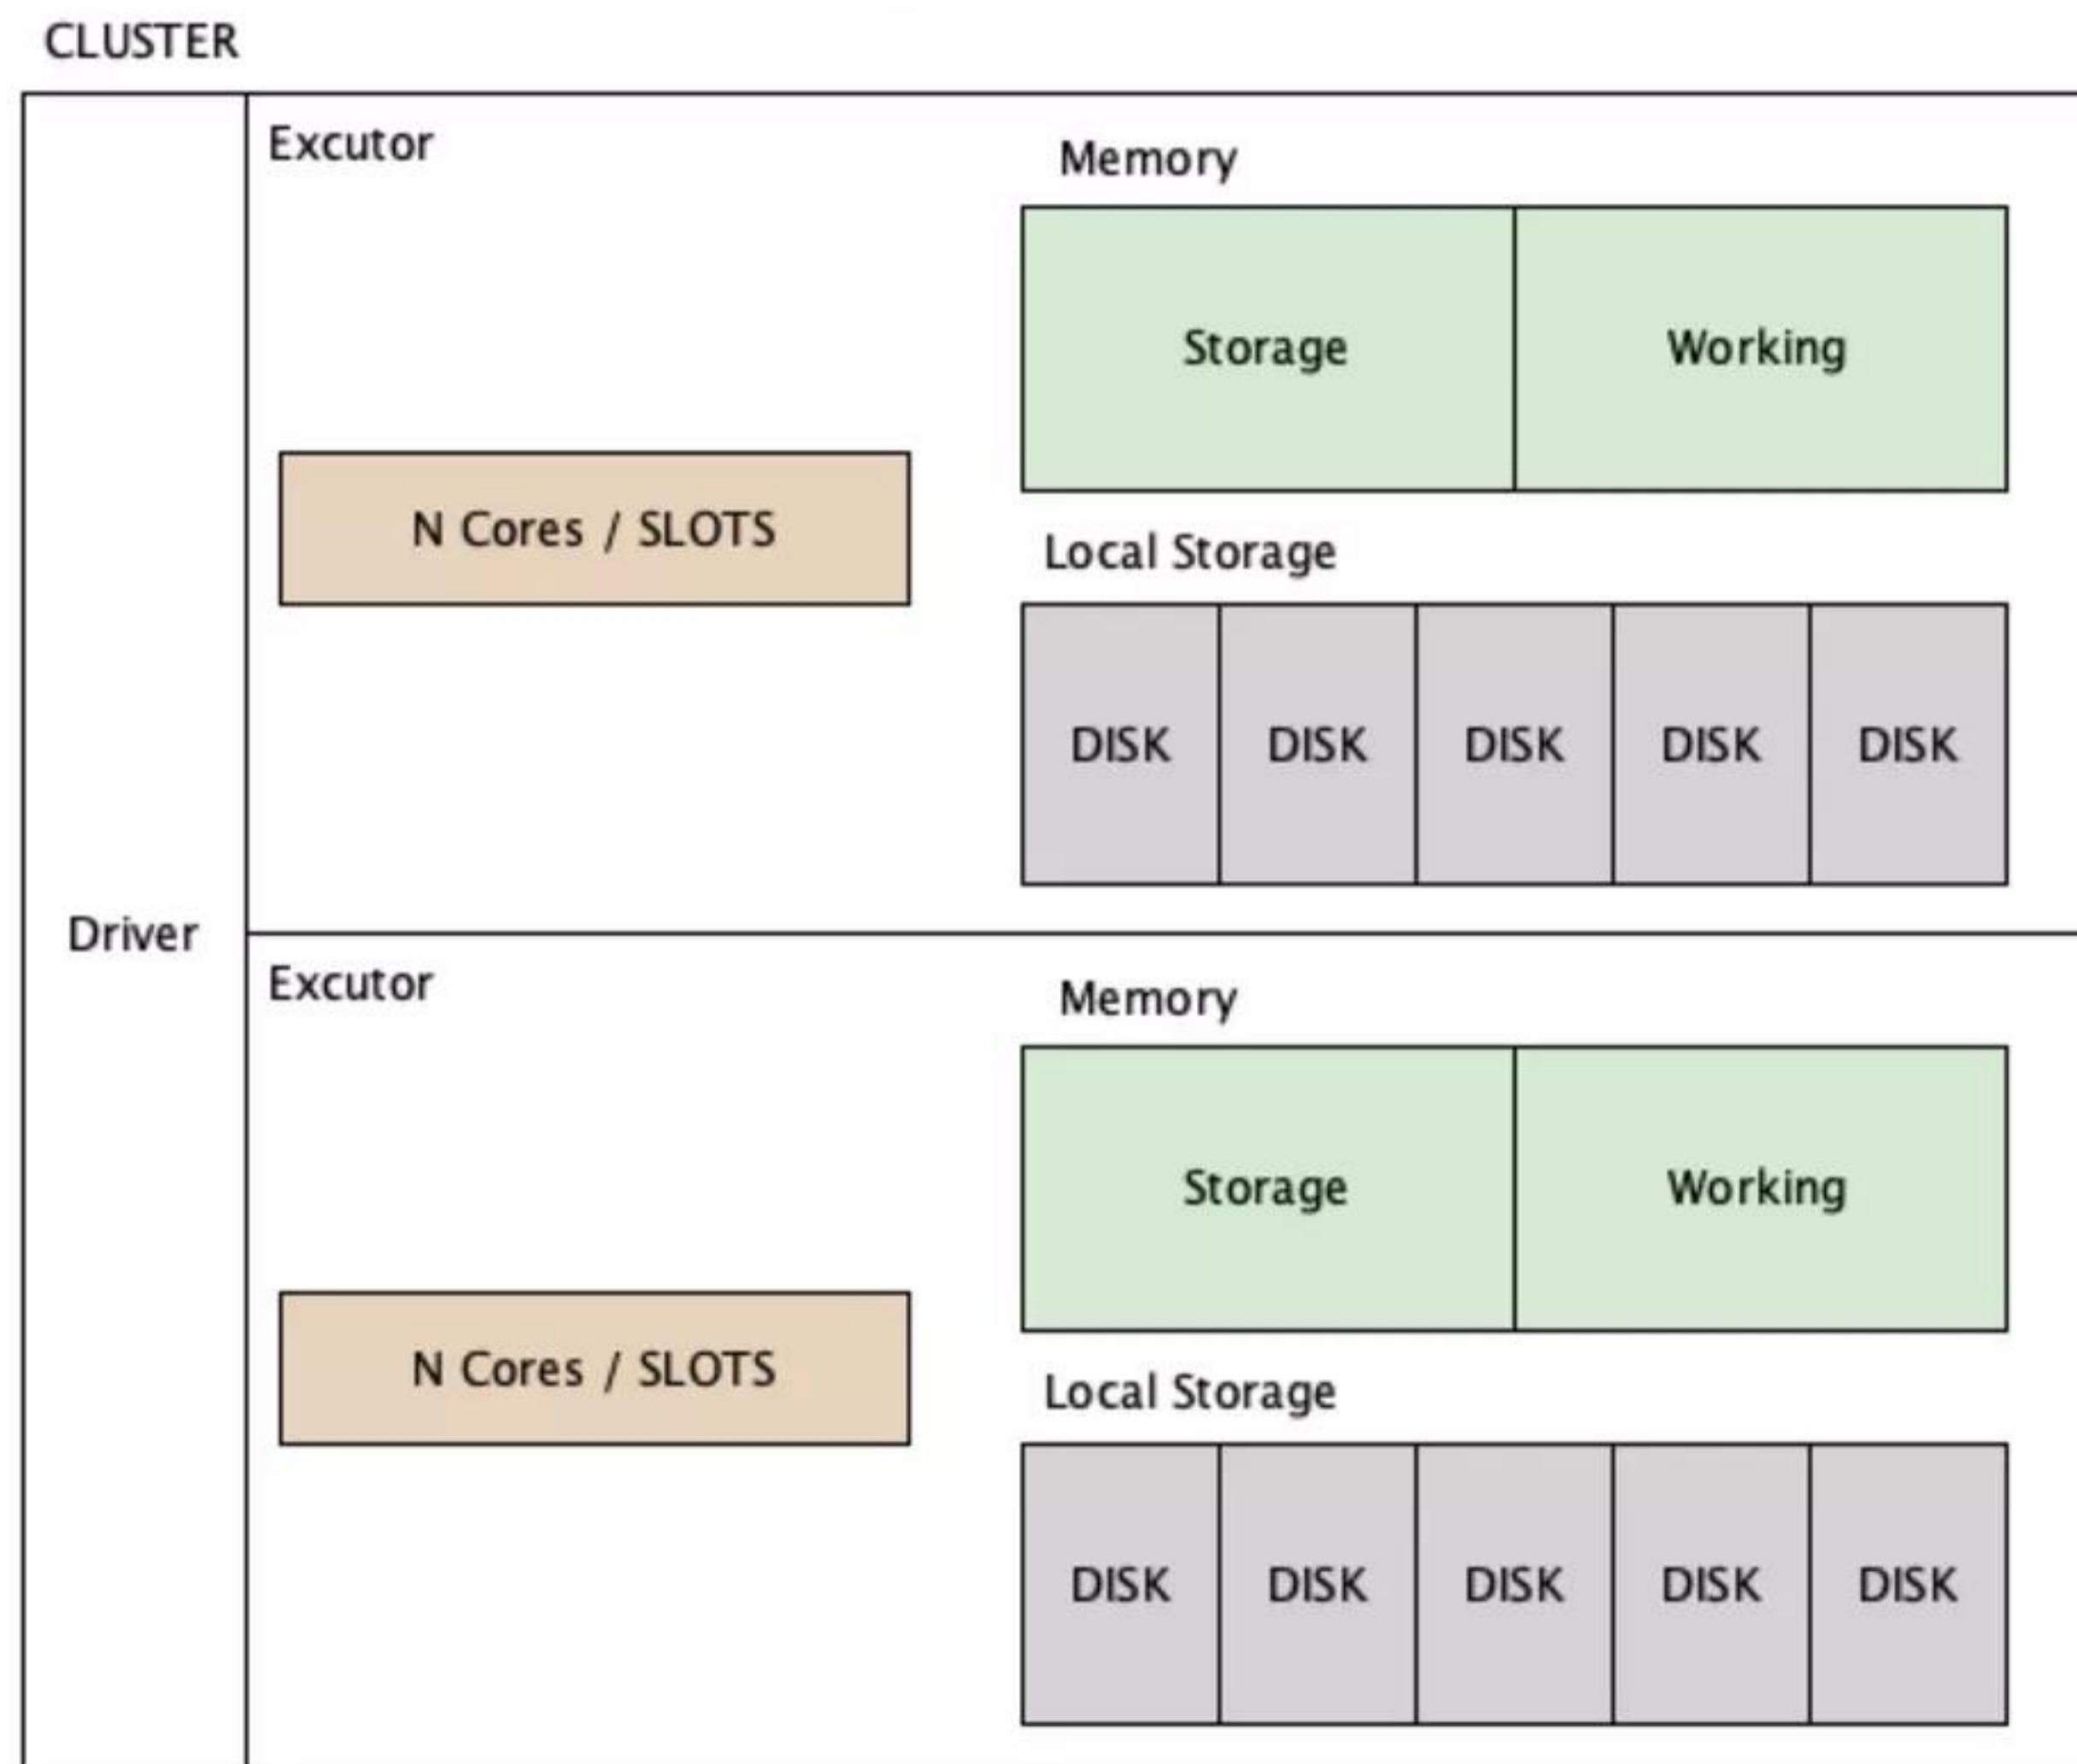 CLUSTER
Excutor
Memory
Storage
Working
N Cores / SLOTS
Local Storage
DISK DISK DISK DISK DISK
Driver
Excutor
Memory
Storage
Working
N Cores / SLOTS
Local Storage
DISK DISK DISK DISK DISK